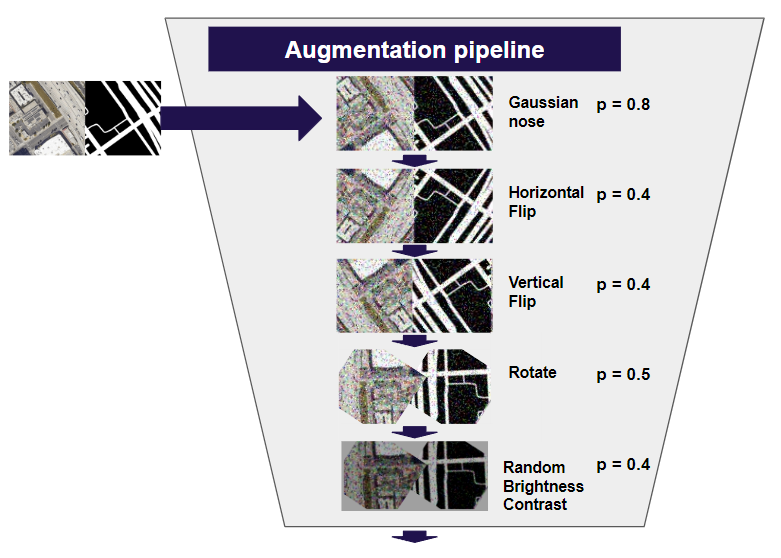 Augmentation pipeline
Gaussian
nose
p = 0.8
Horizontal
Flip
p = 0.4
Vertical
Flip
p = 0.4
Rotate
p = 0.5
Random
Brightness
Contrast
p = 0.4